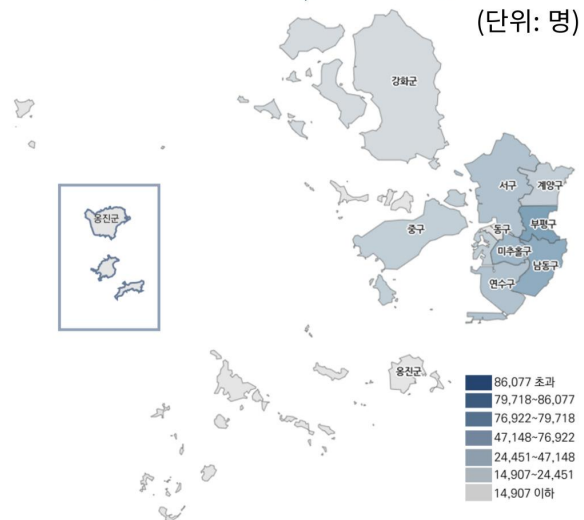 (단위: 명)
강화군
서구
계양구
옹진군
중구
동구
부평구
미추홀구
남동구
연수구
옹진군
86,077 초과
79,718~86,077
76,922~79,718
47,148~76,922
24,451~47,148
14,907~24,451
14,907 이하